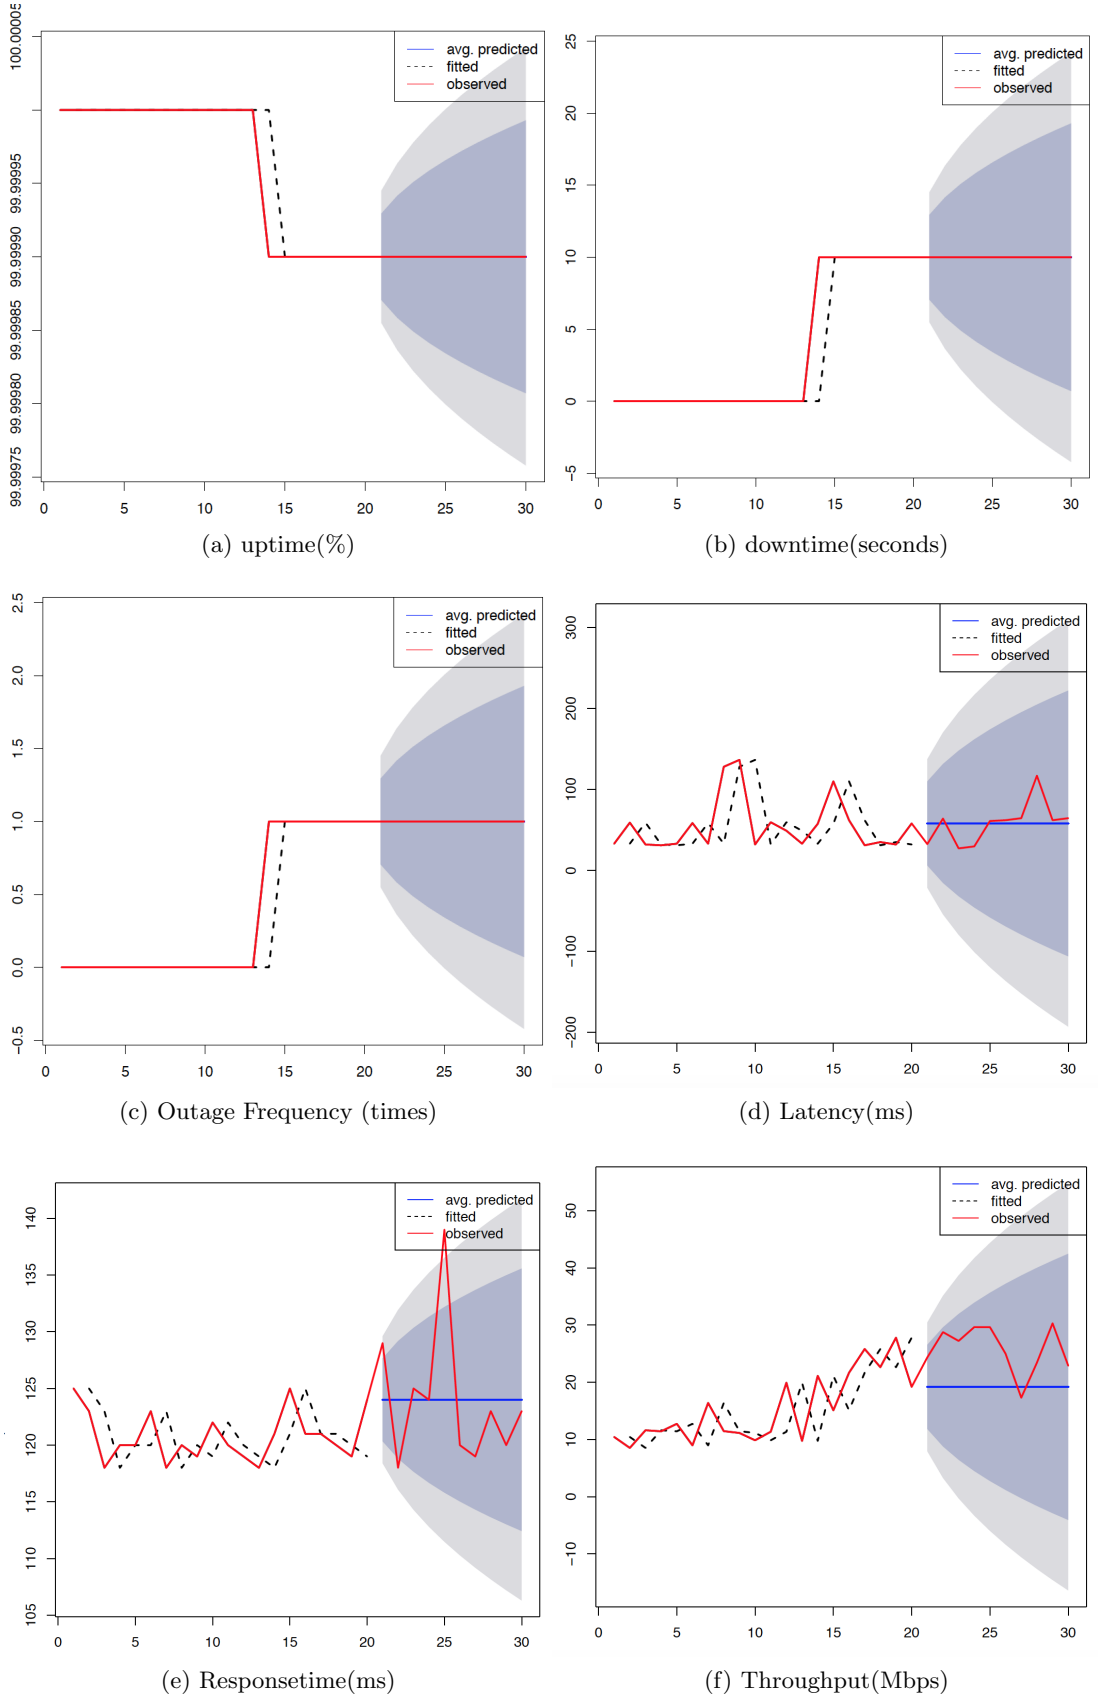 100.00005
99.99995
99.99990
99.99985
99.99980
99.99975
avg. predicted
fitted
observed
0 5 10 15 20 25 30
(a) uptime(%)
25
20
15
10
5
0
−5
avg. predicted
fitted
observed
0 5 10 15 20 25 30
(b) downtime(seconds)
2.5
2.0
1.5
1.0
0.5
0.0
−0.5
avg. predicted
fitted
observed
0 5 10 15 20 25 30
(c) Outage Frequency (times)
300
200
100
0
−100
−200
avg. predicted
fitted
observed
0 5 10 15 20 25 30
(d) Latency(ms)
140
135
130
125
120
115
110
105
avg. predicted
fitted
observed
0 5 10 15 20 25 30
(e) Responsetime(ms)
50
40
30
20
10
0
−10
avg. predicted
fitted
observed
0 5 10 15 20 25 30
(f) Throughput(Mbps)